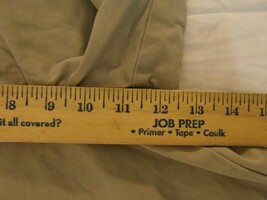 8 9 10 11 12 13 14
it all covered? JOB PREP
• Primer • Tape • Caulk